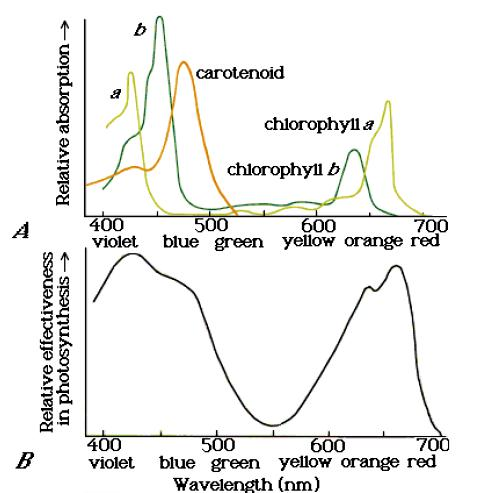 b
carotenoid
a
chlorophyll a
chlorophyll b
Relative absorption →
400 500 600 700
A
violet blue green yellow orange red
Relative effectiveness
in photosynthesis →
400 500 600 700
B
violet blue green yellow orange red
Wavelength (nm)